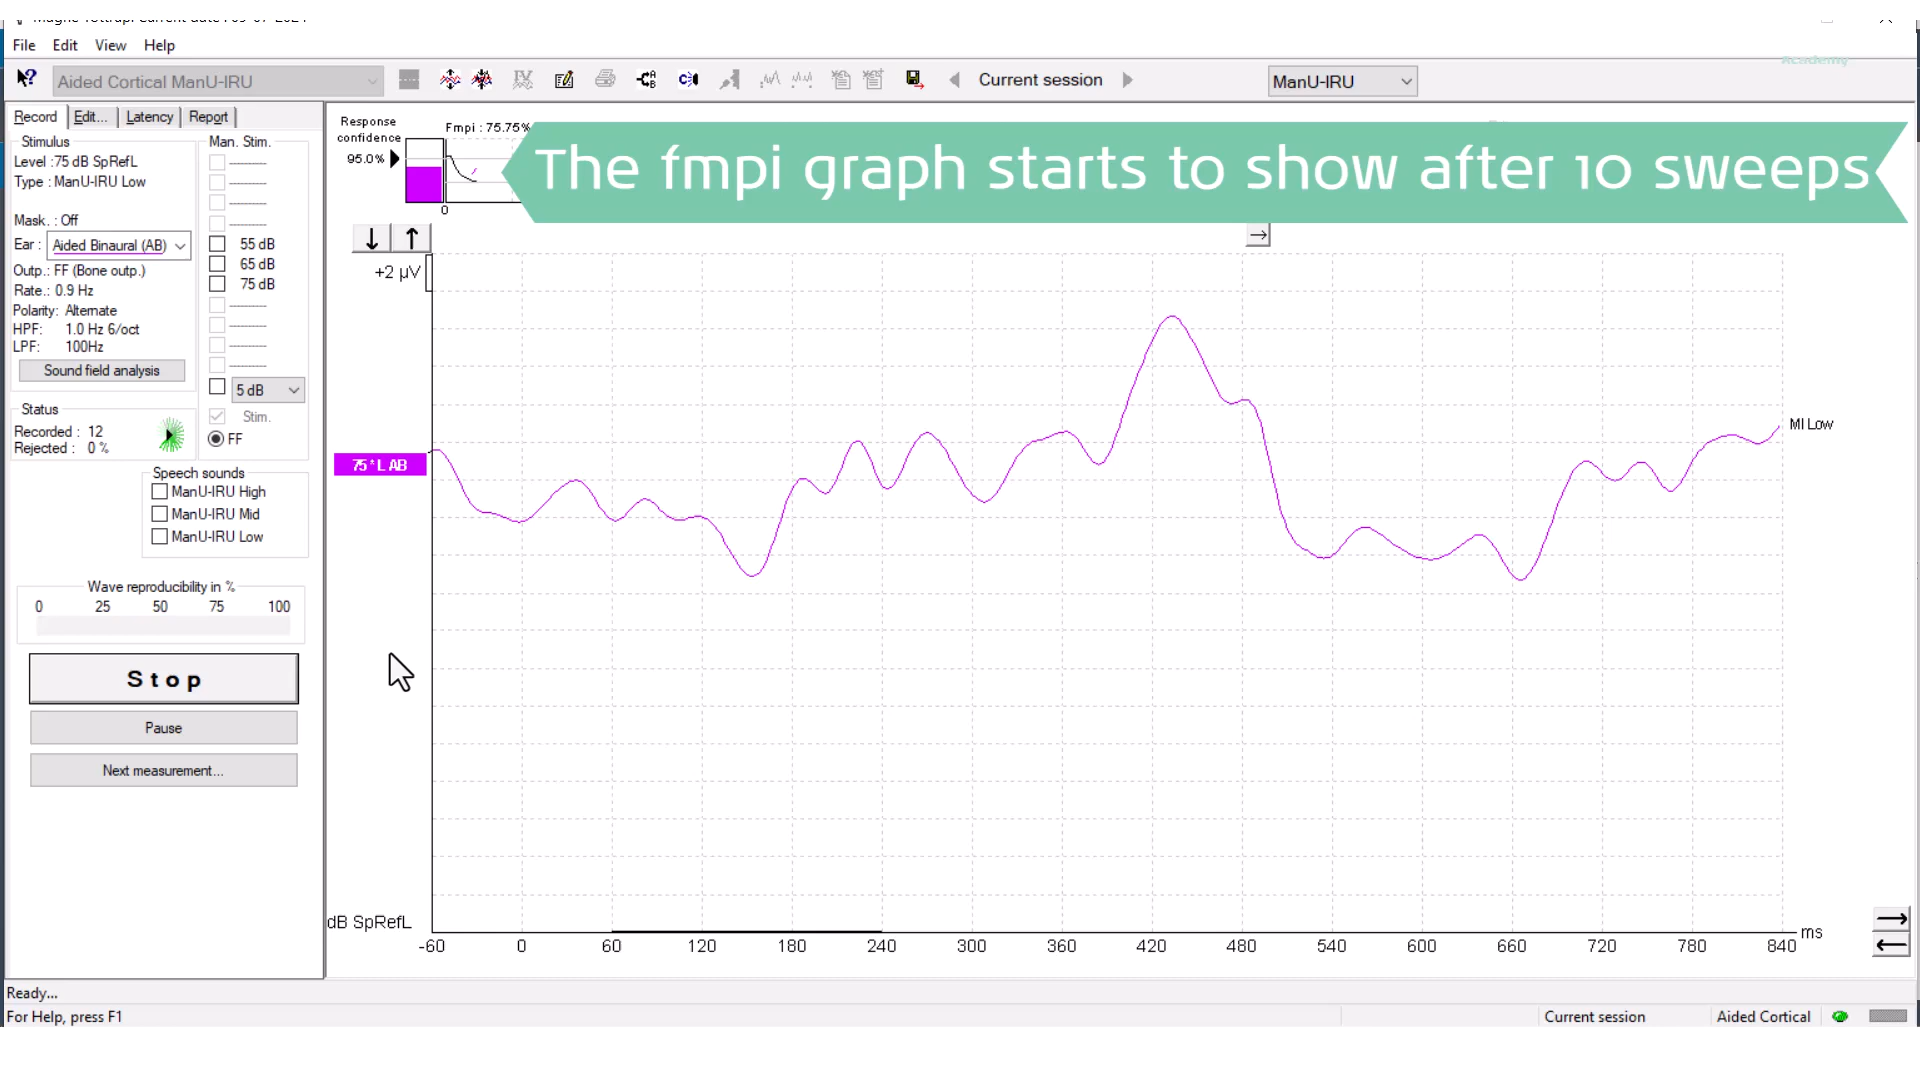 File Edit View Help
Aided Cortical ManU-IRU
Current session
ManU-IRU
Academy
Record Edit... Latency Report
Stimulus
Level :75 dB SpRefL
Type : ManU-IRU Low
Mask. : Off
Ear : Aided Binaural (AB)
Outp.: FF (Bone outp.)
Rate.: 0.9 Hz
Polarity: Alternate
HPF: 1.0 Hz 6/oct
LPF: 100Hz
Sound field analysis
Man. Stim.
55 dB
65 dB
75 dB
5 dB
Stim.
FF
Status
Recorded : 12
Rejected : 0 %
Speech sounds
ManU-IRU High
ManU-IRU Mid
ManU-IRU Low
Wave reproducibility in %
0 25 50 75 100
Stop
Pause
Next measurement...
Response
confidence
95.0%
Fmpi : 75.75%
0
The fmpi graph starts to show after 10 sweeps
+2 µV
75*L AB
MI Low
dB SpRefL
-60 0 60 120 180 240 300 360 420 480 540 600 660 720 780 840 ms
Ready...
For Help, press F1
Current session
Aided Cortical